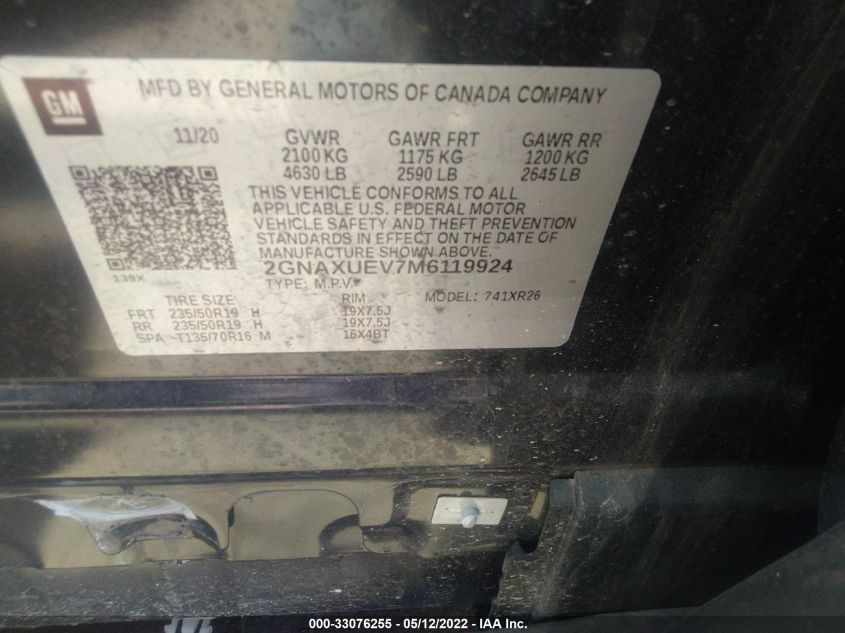 GM
MFD BY GENERAL MOTORS OF CANADA COMPANY
11/20 GVWR GAWR FRT GAWR RR
2100 KG 1175 KG 1200 KG
4630 LB 2590 LB 2645 LB
THIS VEHICLE CONFORMS TO ALL
APPLICABLE U.S. FEDERAL MOTOR
VEHICLE SAFETY AND THEFT PREVENTION
STANDARDS IN EFFECT ON THE DATE OF
MANUFACTURE SHOWN ABOVE.
139X 2GNAXUEV7M6119924
TYPE: M.P.V. MODEL: 741XR26
TIRE SIZE RIM
FRT 235/50R19 H 19X7.5J
RR 235/50R19 H 19X7.5J
SPA T135/70R16 M 16X4BT
000-33076255 - 05/12/2022 - IAA Inc.